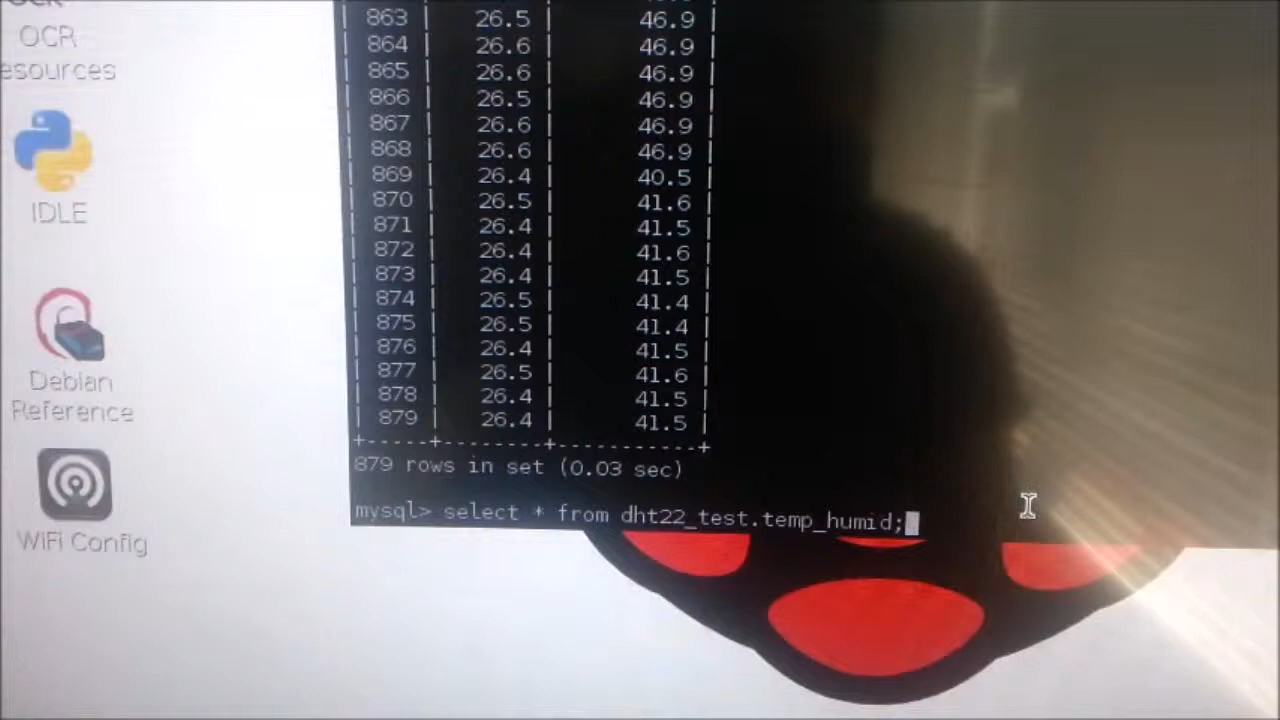 OCR
esources
IDLE
Debian
Reference
WiFi Config
| 863 | 26.5 | 46.9 |
| 864 | 26.6 | 46.9 |
| 865 | 26.6 | 46.9 |
| 866 | 26.5 | 46.9 |
| 867 | 26.6 | 46.9 |
| 868 | 26.6 | 46.9 |
| 869 | 26.4 | 40.5 |
| 870 | 26.5 | 41.6 |
| 871 | 26.4 | 41.5 |
| 872 | 26.4 | 41.6 |
| 873 | 26.4 | 41.5 |
| 874 | 26.5 | 41.4 |
| 875 | 26.5 | 41.4 |
| 876 | 26.4 | 41.5 |
| 877 | 26.5 | 41.6 |
| 878 | 26.4 | 41.5 |
| 879 | 26.4 | 41.5 |
+-----+---------+------------+
879 rows in set (0.03 sec)
mysql> select * from dht22_test.temp_humid;